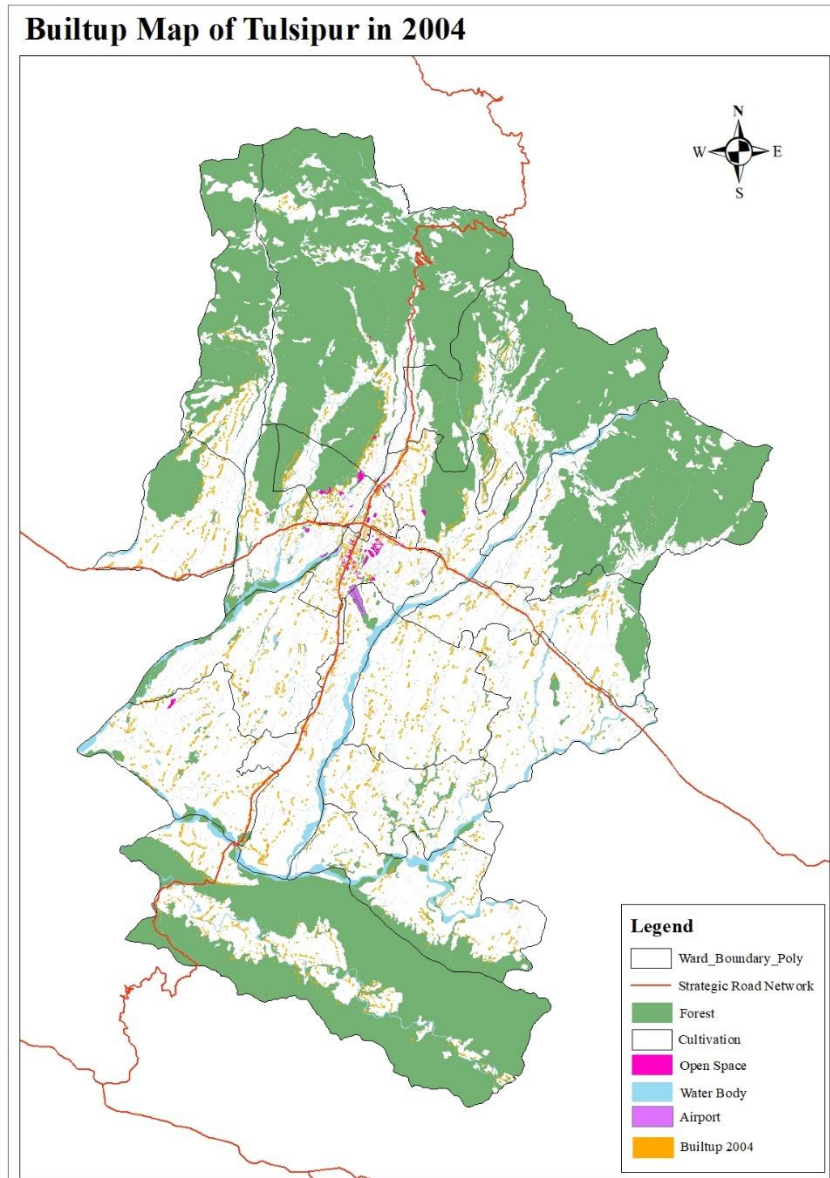 Builtup Map of Tulsipur in 2004
N
W E
S
Legend
Ward_Boundary_Poly
Strategic Road Network
Forest
Cultivation
Open Space
Water Body
Airport
Builtup 2004